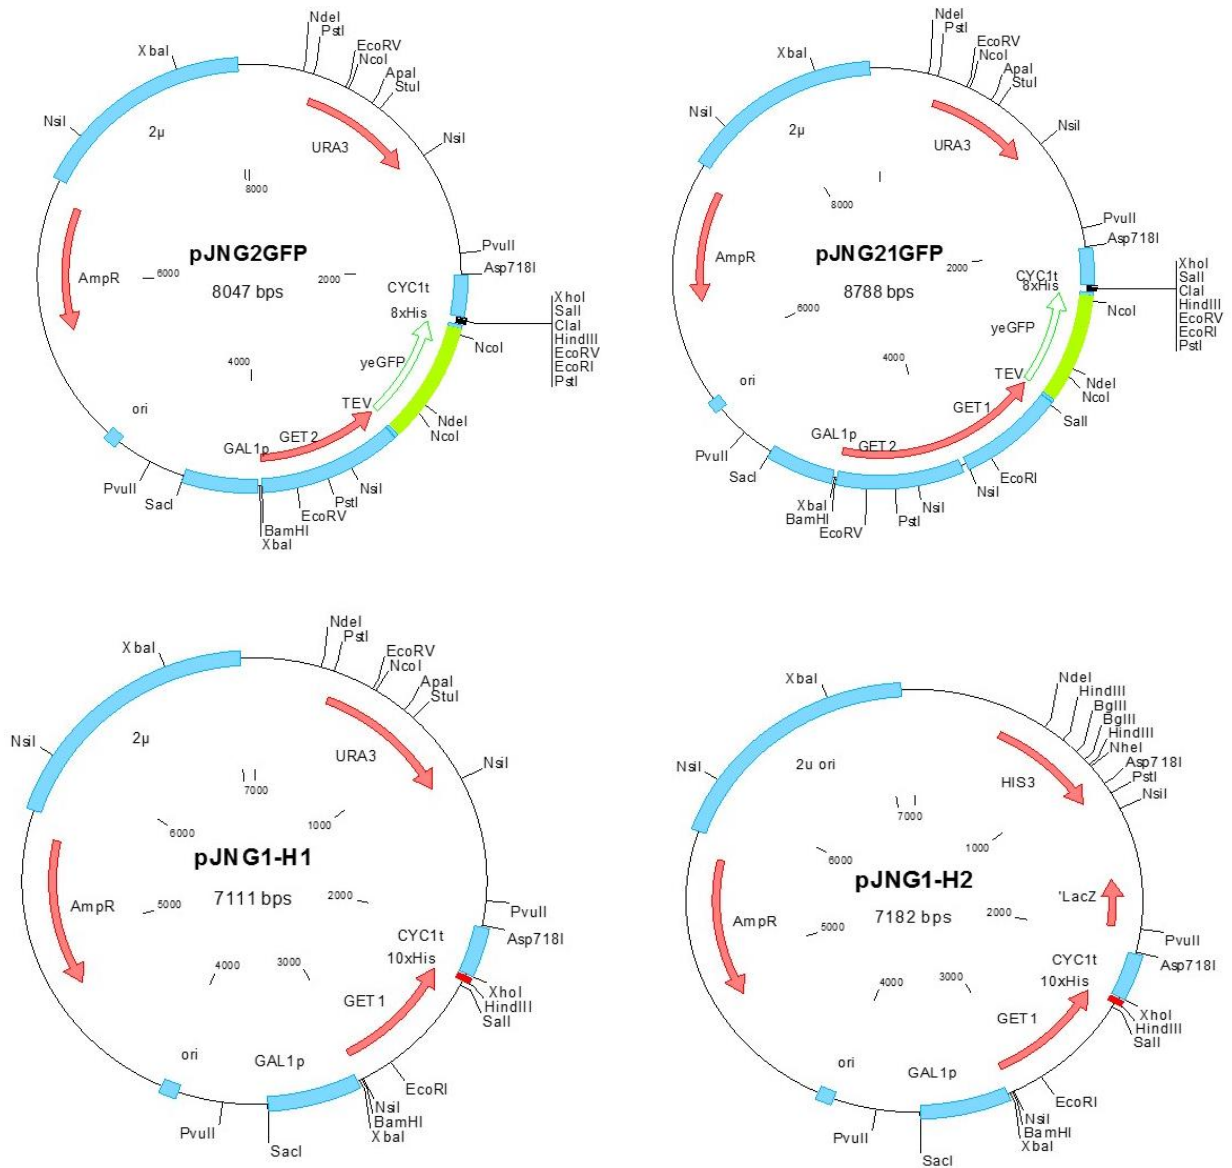 NdeI
PstI
EcoRV
NcoI
ApaI
StuI
NsiI
XbaI
NsiI
2µ
URA3
8000
pJNG2GFP
8047 bps
6000
2000
4000
AmpR
PvuII
Asp718I
CYC1t
8xHis
XhoI
SalI
ClaI
HindIII
EcoRV
EcoRI
PstI
NcoI
yeGFP
TEV
NdeI
NcoI
GET2
GAL1p
ori
PvuII
SacI
NsiI
PstI
EcoRV
BamHI
XbaI
NdeI
PstI
EcoRV
NcoI
ApaI
StuI
NsiI
XbaI
NsiI
2µ
URA3
8000
pJNG21GFP
8788 bps
6000
2000
4000
AmpR
PvuII
Asp718I
CYC1t
8xHis
XhoI
SalI
ClaI
HindIII
EcoRV
EcoRI
PstI
NcoI
yeGFP
TEV
NdeI
NcoI
SalI
GET1
GAL1p
GET2
ori
PvuII
SacI
EcoRI
NsiI
NsiI
PstI
XbaI
BamHI
EcoRV
NdeI
PstI
EcoRV
NcoI
ApaI
StuI
NsiI
XbaI
NsiI
2µ
URA3
7000
1000
6000
pJNG1-H1
7111 bps
5000
2000
4000
3000
AmpR
PvuII
Asp718I
CYC1t
10xHis
XhoI
HindIII
SalI
GET1
GAL1p
ori
EcoRI
NsiI
BamHI
XbaI
PvuII
SacI
NdeI
HindIII
BglII
BglII
HindIII
NheI
Asp718I
PstI
NsiI
XbaI
NsiI
2u ori
HIS3
7000
1000
6000
pJNG1-H2
7182 bps
5000
2000
4000
3000
'LacZ
AmpR
PvuII
Asp718I
CYC1t
10xHis
XhoI
HindIII
SalI
GET1
GAL1p
ori
EcoRI
NsiI
BamHI
XbaI
PvuII
SacI